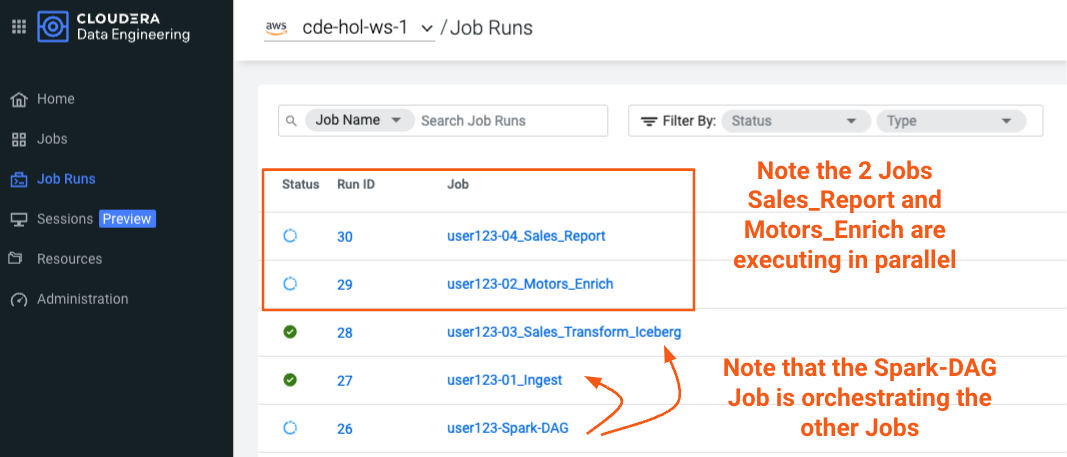 CLOUDERA
Data Engineering
Home
Jobs
Job Runs
Sessions Preview
Resources
Administration
aws cde-hol-ws-1 / Job Runs
Job Name Search Job Runs
Filter By: Status Type
Status Run ID Job
30 user123-04_Sales_Report
29 user123-02_Motors_Enrich
28 user123-03_Sales_Transform_Iceberg
27 user123-01_Ingest
26 user123-Spark-DAG
Note the 2 Jobs
Sales_Report and
Motors_Enrich are
executing in parallel
Note that the Spark-DAG
Job is orchestrating the
other Jobs